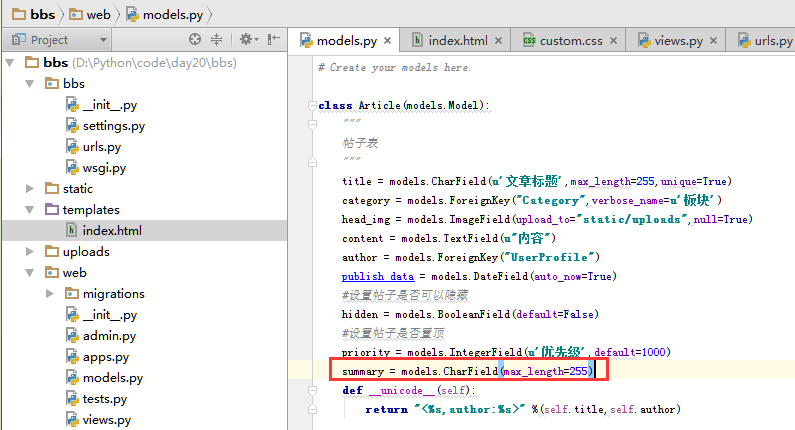 bbs web models.py
Project
models.py index.html custom.css views.py urls.p
bbs (D:\Python\code\day20\bbs)
bbs
__init__.py
settings.py
urls.py
wsgi.py
static
templates
index.html
uploads
web
migrations
__init__.py
admin.py
apps.py
models.py
tests.py
views.py
# Create your models here.
class Article(models.Model):
"""
帖子表
"""
title = models.CharField(u'文章标题',max_length=255,unique=True)
category = models.ForeignKey("Category",verbose_name=u'板块')
head_img = models.ImageField(upload_to="static/uploads",null=True)
content = models.TextField(u"内容")
author = models.ForeignKey("UserProfile")
publish_data = models.DateField(auto_now=True)
#设置帖子是否可以隐藏
hidden = models.BooleanField(default=False)
#设置帖子是否置顶
priority = models.IntegerField(u'优先级',default=1000)
summary = models.CharField(max_length=255)
def __unicode__(self):
return "<%s,author:%s>" %(self.title,self.author)